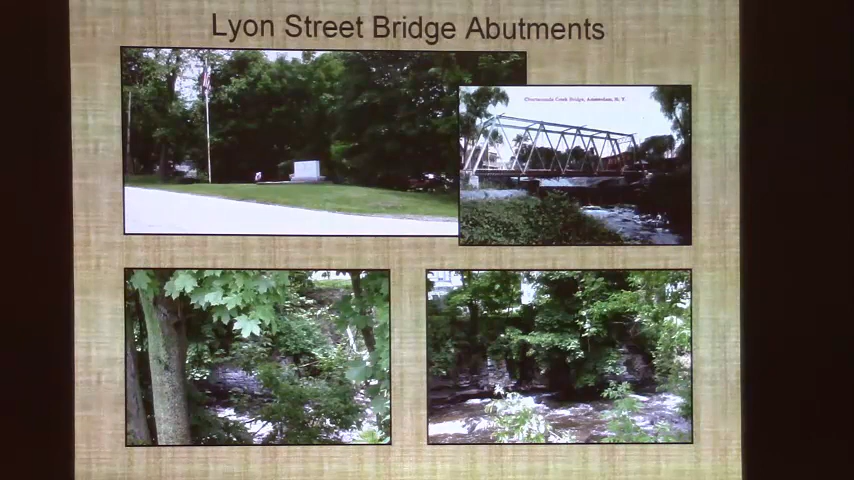 Lyon Street Bridge Abutments
Chuctanunda Creek Bridge, Amsterdam, N. Y.